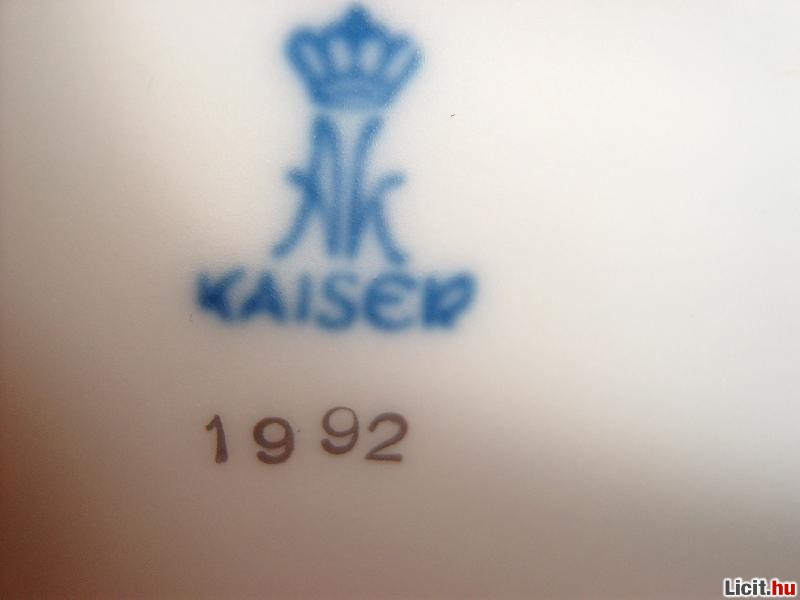 AK
KAISER
1992
Licit.hu